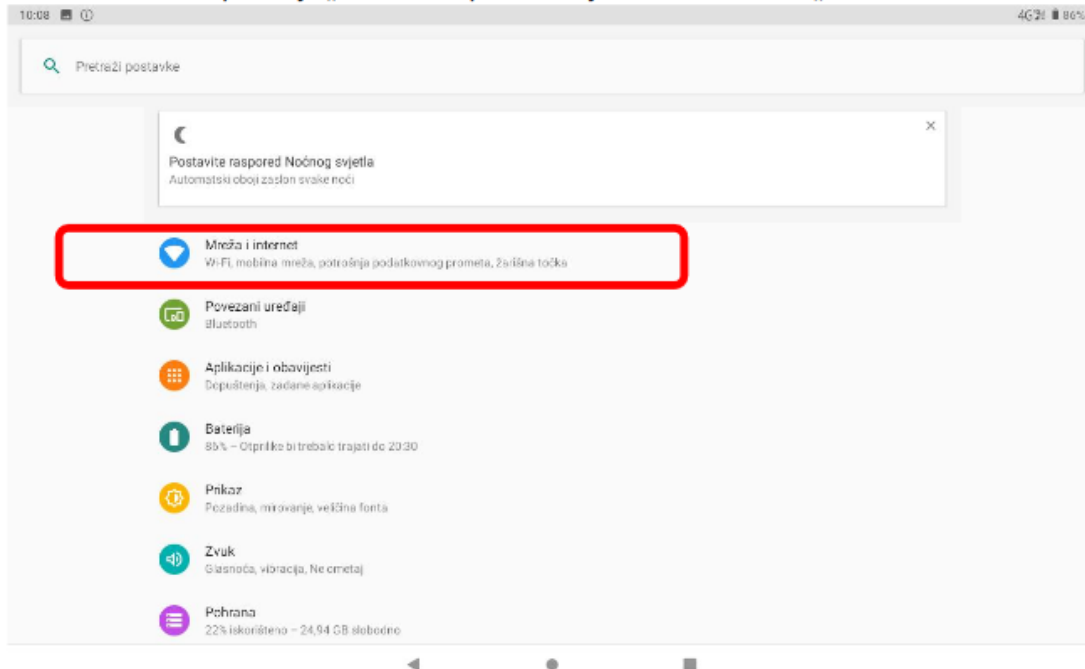 10:08
4G 86%
Pretraži postavke
Postavite raspored Noćnog svjetla
Automatski oboji zaslon svake noći
Mreža i internet
Wi-Fi, mobilna mreža, potrošnja podatkovnog prometa, žarišna točka
Povezani uređaji
Bluetooth
Aplikacije i obavijesti
Dopuštenja, zadane aplikacije
Baterija
86% – Otprilike bi trebalo trajati do 20:30
Prikaz
Pozadina, mirovanje, veličina fonta
Zvuk
Glasnoća, vibracija, Ne ometaj
Pohrana
22% iskorišteno – 24,94 GB slobodno